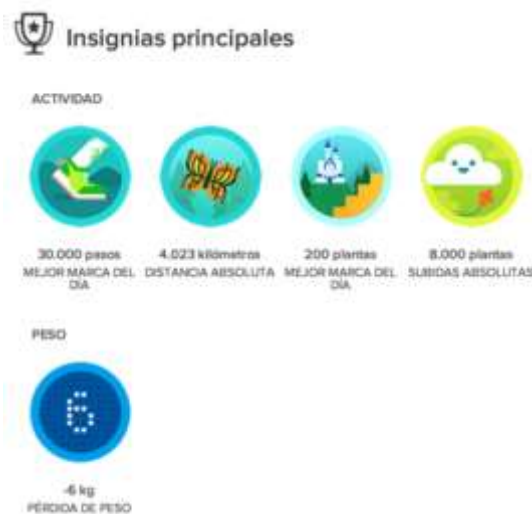 Insignias principales
ACTIVIDAD
30.000 pasos
MEJOR MARCA DEL
DÍA
4.023 kilómetros
DISTANCIA ABSOLUTA
200 plantas
MEJOR MARCA DEL
DÍA
8.000 plantas
SUBIDAS ABSOLUTAS
PESO
6
-6 kg
PÉRDIDA DE PESO